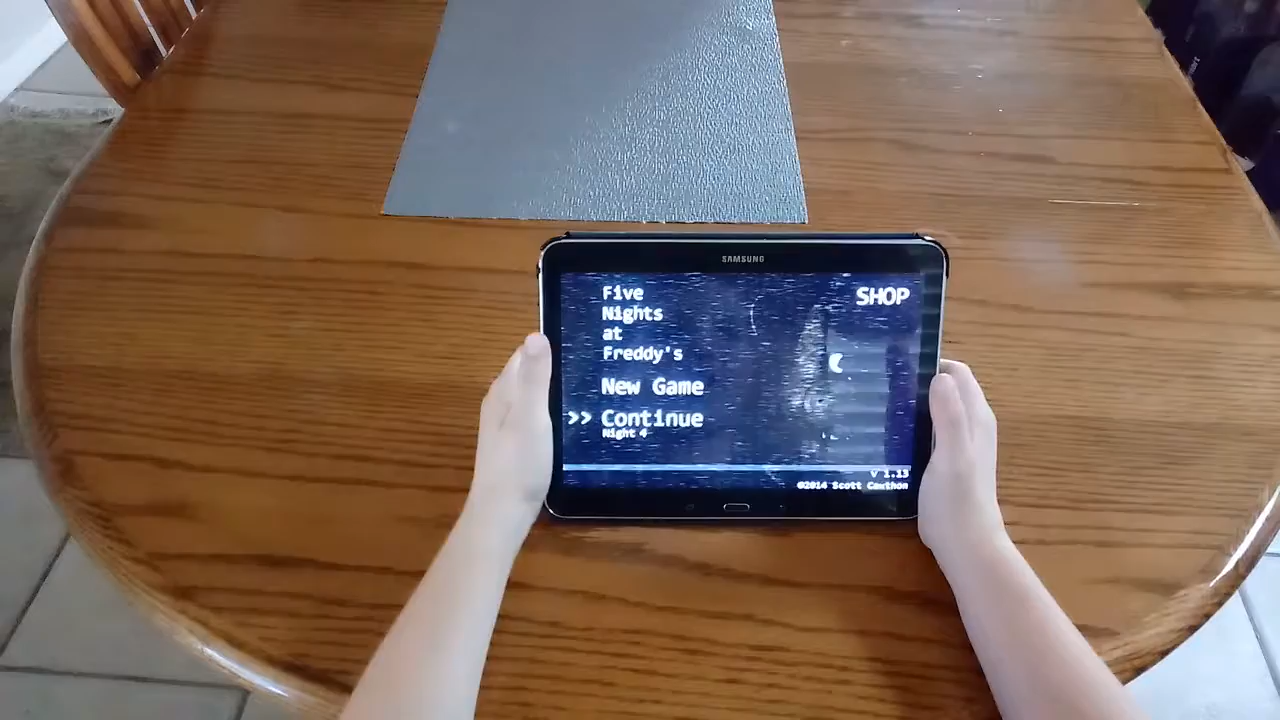 SAMSUNG
Five
Nights
at
Freddy's
SHOP
New Game
>> Continue
Night 4
v 1.13
©2014 Scott Cawthon